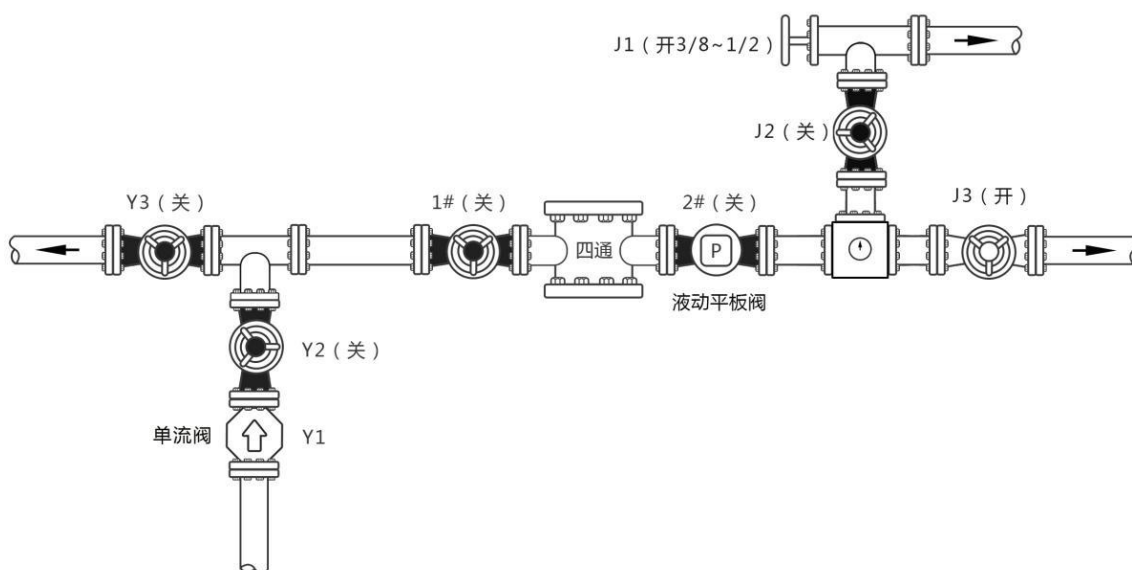 J1（开3/8~1/2）
J2（关）
Y3（关）
1#（关）
2#（关）
J3（开）
四通
P
液动平板阀
Y2（关）
单流阀
Y1